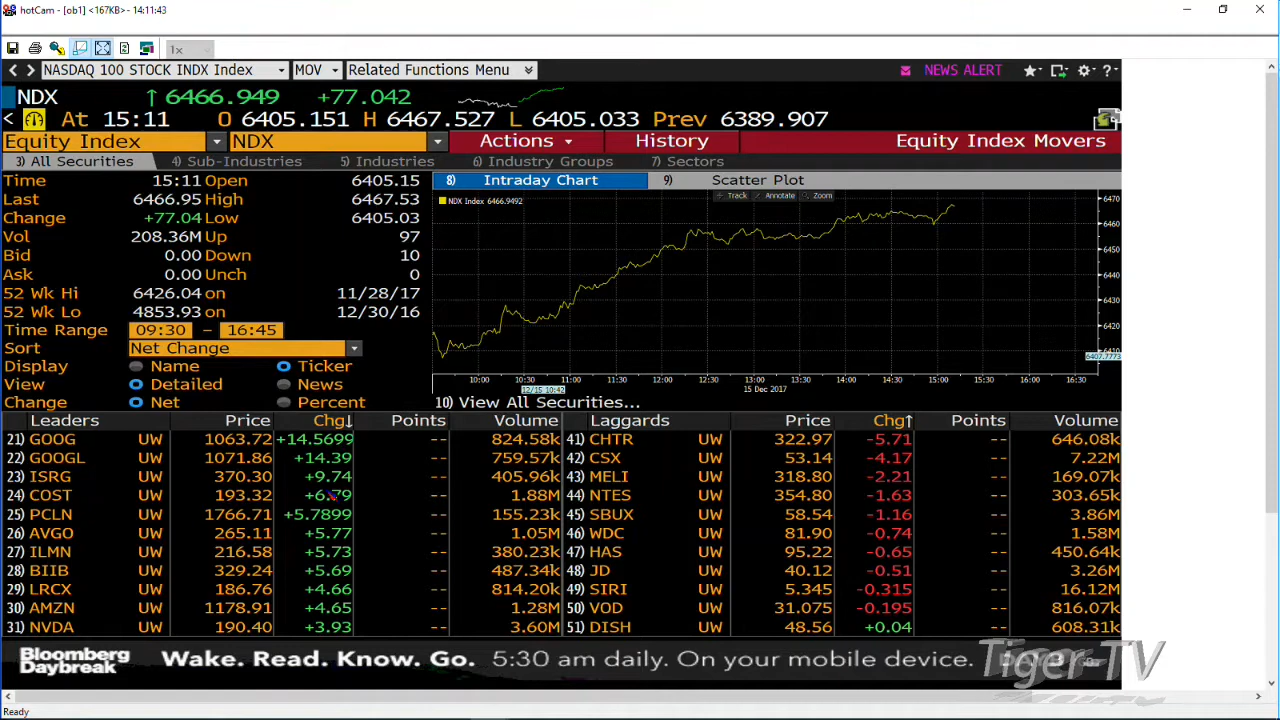 hotCam - [ob1] <167KB> - 14:11:43
1x
NASDAQ 100 STOCK INDX Index MOV Related Functions Menu NEWS ALERT
NDX ↑ 6466.949 +77.042
< At 15:11 O 6405.151 H 6467.527 L 6405.033 Prev 6389.907
Equity Index NDX Actions History Equity Index Movers
3) All Securities 4) Sub-Industries 5) Industries 6) Industry Groups 7) Sectors
Time 15:11 Open 6405.15
Last 6466.95 High 6467.53
Change +77.04 Low 6405.03
Vol 208.36M Up 97
Bid 0.00 Down 10
Ask 0.00 Unch 0
52 Wk Hi 6426.04 on 11/28/17
52 Wk Lo 4853.93 on 12/30/16
Time Range 09:30 - 16:45
Sort Net Change
Display Name Ticker
View Detailed News
Change Net Percent
8) Intraday Chart 9) Scatter Plot
Track Annotate Zoom
NDX Index 6466.9492
6470
6460
6450
6440
6430
6420
6410
6407.7773
10:00 10:30 11:00 11:30 12:00 12:30 13:00 13:30 14:00 14:30 15:00 15:30 16:00 16:30
12/15 10:42 15 Dec 2017
10) View All Securities...
Leaders Price Chg↓ Points Volume Laggards Price Chg↑ Points Volume
21) GOOG UW 1063.72 +14.5699 -- 824.58k 41) CHTR UW 322.97 -5.71 -- 646.08k
22) GOOGL UW 1071.86 +14.39 -- 759.57k 42) CSX UW 53.14 -4.17 -- 7.22M
23) ISRG UW 370.30 +9.74 -- 405.96k 43) MELI UW 318.80 -2.21 -- 169.07k
24) COST UW 193.32 +6.79 -- 1.88M 44) NTES UW 354.80 -1.63 -- 303.65k
25) PCLN UW 1766.71 +5.7899 -- 155.23k 45) SBUX UW 58.54 -1.16 -- 3.86M
26) AVGO UW 265.11 +5.77 -- 1.05M 46) WDC UW 81.90 -0.74 -- 1.58M
27) ILMN UW 216.58 +5.73 -- 380.23k 47) HAS UW 95.22 -0.65 -- 450.64k
28) BIIB UW 329.24 +5.69 -- 487.34k 48) JD UW 40.12 -0.51 -- 3.26M
29) LRCX UW 186.76 +4.66 -- 814.20k 49) SIRI UW 5.345 -0.315 -- 16.12M
30) AMZN UW 1178.91 +4.65 -- 1.28M 50) VOD UW 31.075 -0.195 -- 816.07k
31) NVDA UW 190.40 +3.93 -- 3.60M 51) DISH UW 48.56 +0.04 -- 608.31k
Bloomberg
Daybreak
Wake. Read. Know. Go. 5:30 am daily. On your mobile device.
Tiger-TV
Ready